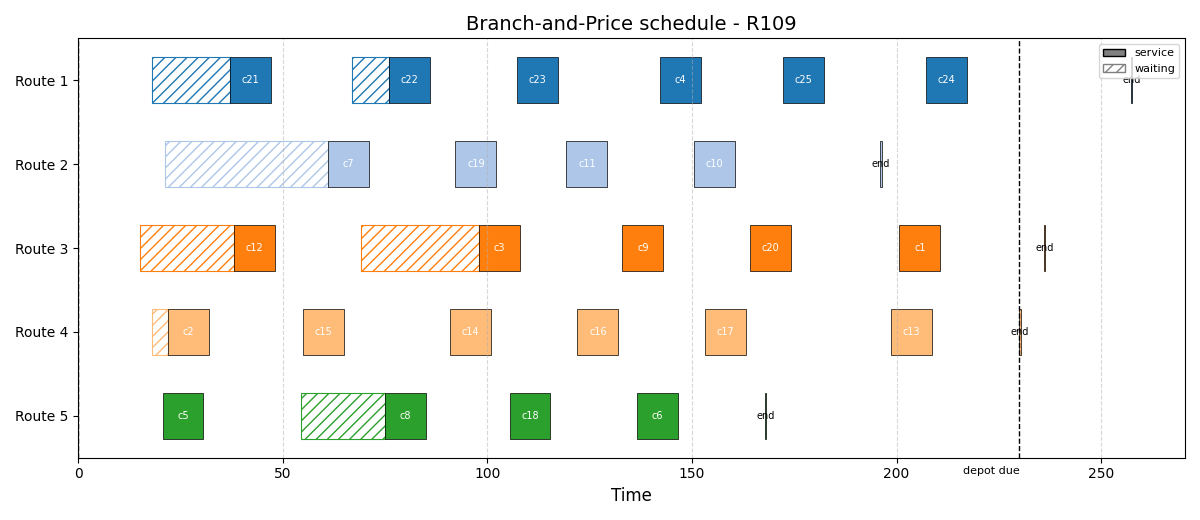 Branch-and-Price schedule - R109
service
waiting
Route 1
c21
c22
c23
c4
c25
c24
end
Route 2
c7
c19
c11
c10
end
Route 3
c12
c3
c9
c20
c1
end
Route 4
c2
c15
c14
c16
c17
c13
end
Route 5
c5
c8
c18
c6
end
0
50
100
150
200
250
depot due
Time